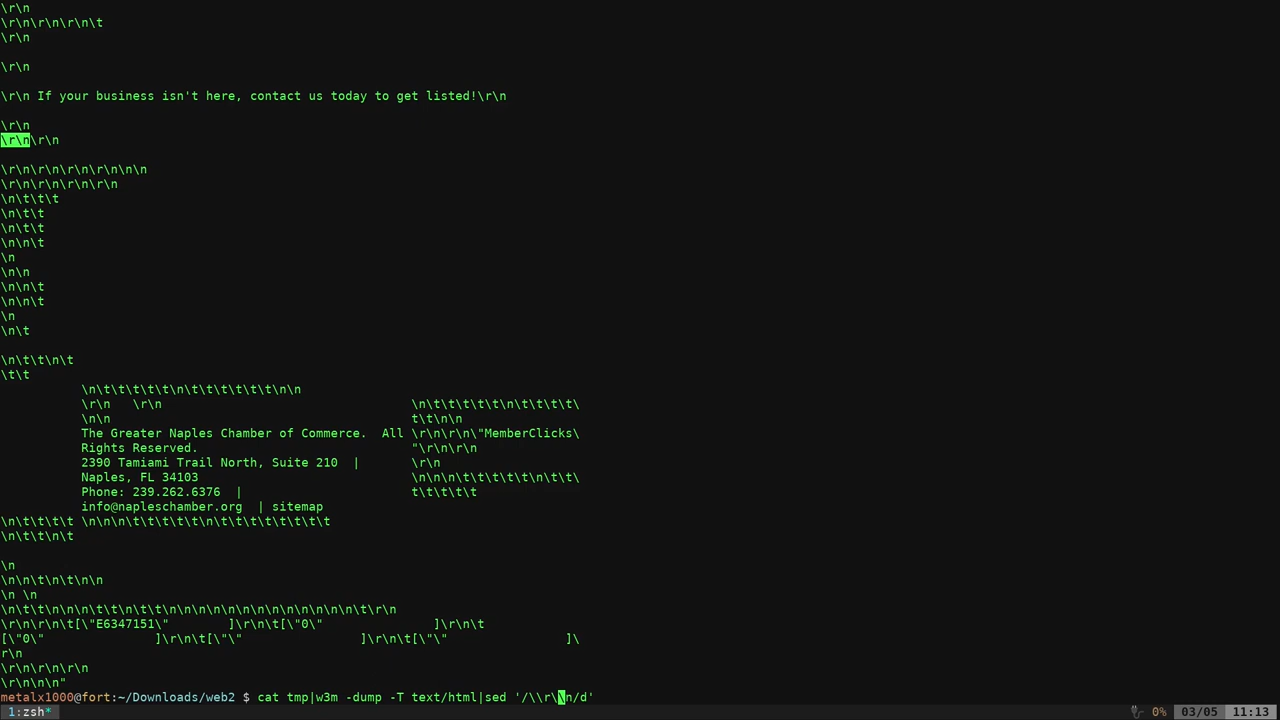 \r\n
\r\n\r\n\r\n\t
\r\n
\r\n
\r\n If your business isn't here, contact us today to get listed!\r\n
\r\n
\r\n\r\n
\r\n\r\n\r\n\r\n\n\n
\r\n\r\n\r\n\r\n
\n\t\t\t
\n\t\t
\n\t\t
\n\n\t
\n
\n\n
\n\n\t
\n\n\t
\n
\n\t
\n\t\t\n\t
\t\t
\n\t\t\t\t\t\n\t\t\t\t\t\t\n\n
\r\n   \r\n                                  \n\t\t\t\t\t\n\t\t\t\t\
\n\n                                         t\t\n\n
The Greater Naples Chamber of Commerce.  All \r\n\r\n\"MemberClicks\
Rights Reserved.                             "\r\n\r\n
2390 Tamiami Trail North, Suite 210  |       \r\n
Naples, FL 34103                             \n\n\n\t\t\t\t\t\n\t\t\
Phone: 239.262.6376  |                       t\t\t\t\t
info@napleschamber.org  | sitemap
\n\t\t\t\t \n\n\n\t\t\t\t\t\n\t\t\t\t\t\t\t\t
\n\t\t\n\t
\n
\n\n\t\n\t\n\n
\n \n
\n\t\t\n\n\n\t\t\n\t\t\n\n\n\n\n\n\n\n\n\n\n\n\n\t\r\n
\r\n\r\n\t[\"E6347151\"        ]\r\n\t[\"0\"               ]\r\n\t
[\"0\"               ]\r\n\t[\"\"                ]\r\n\t[\"\"                ]\
r\n
\r\n\r\n\r\n
\r\n\n\n"
metalx1000@fort:~/Downloads/web2 $ cat tmp|w3m -dump -T text/html|sed '/\\r\\n/d'
1:zsh* 0% 03/05 11:13